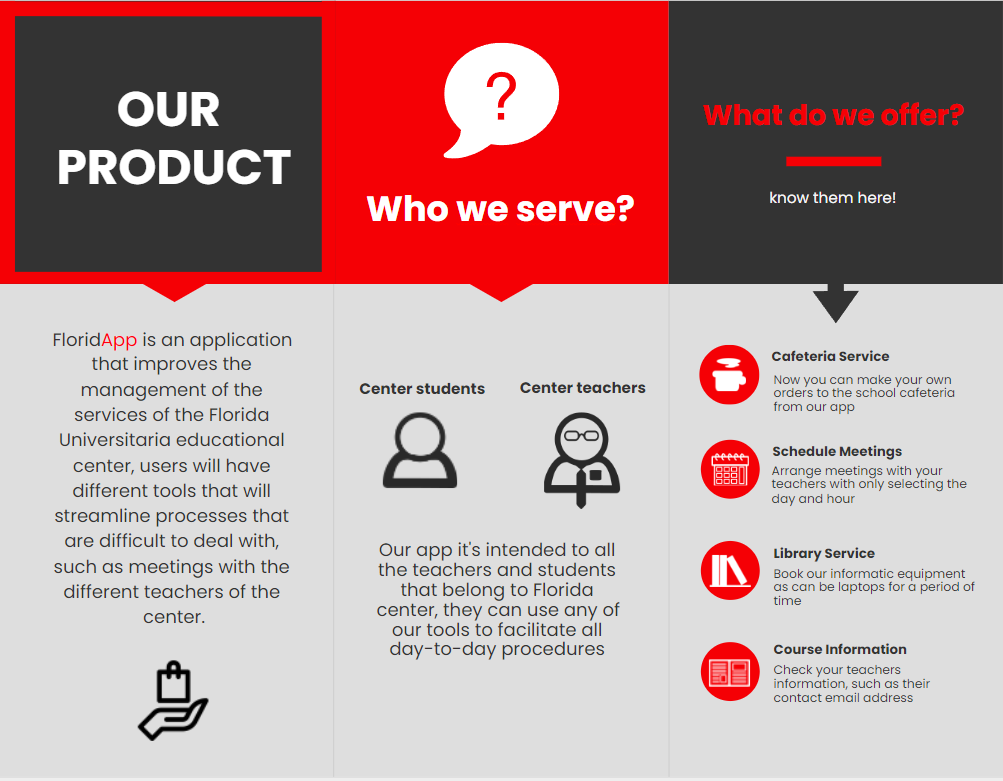 OUR
PRODUCT
FloridApp is an application
that improves the
management of the
services of the Florida
Universitaria educational
center, users will have
different tools that will
streamline processes that
are difficult to deal with,
such as meetings with the
different teachers of the
center.
?
Who we serve?
Center students
Center teachers
Our app it's intended to all
the teachers and students
that belong to Florida
center, they can use any of
our tools to facilitate all
day-to-day procedures
What do we offer?
know them here!
Cafeteria Service
Now you can make your own
orders to the school cafeteria
from our app
Schedule Meetings
Arrange meetings with your
teachers with only selecting the
day and hour
Library Service
Book our informatic equipment
as can be laptops for a period of
time
Course Information
Check your teachers
information, such as their
contact email address